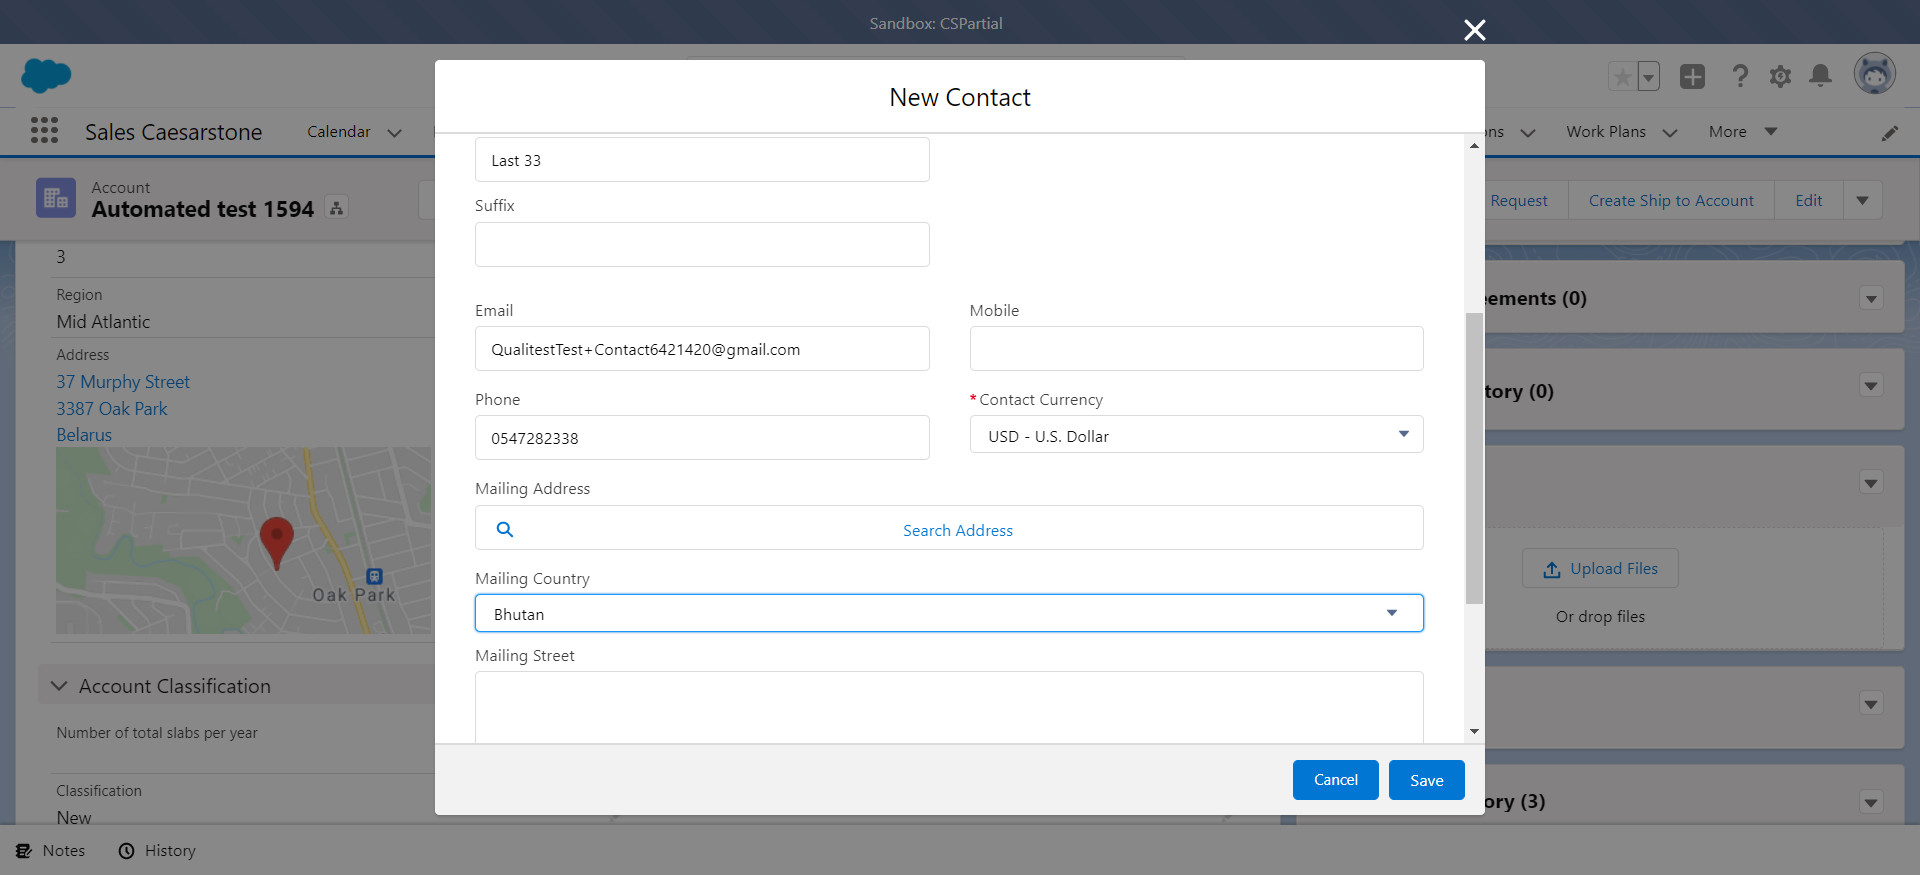 Sandbox: CSPartial
New Contact
Sales Caesarstone
Calendar
Work Plans
More
Account
Automated test 1594
Request
Create Ship to Account
Edit
3
Region
Mid Atlantic
Address
37 Murphy Street
3387 Oak Park
Belarus
Oak Park
Account Classification
Number of total slabs per year
Classification
New
Last 33
Suffix
Email
Mobile
QualitestTest+Contact6421420@gmail.com
Phone
*Contact Currency
0547282338
USD - U.S. Dollar
Mailing Address
Search Address
Mailing Country
Bhutan
Mailing Street
Cancel
Save
ements (0)
tory (0)
Upload Files
Or drop files
ory (3)
Notes
History